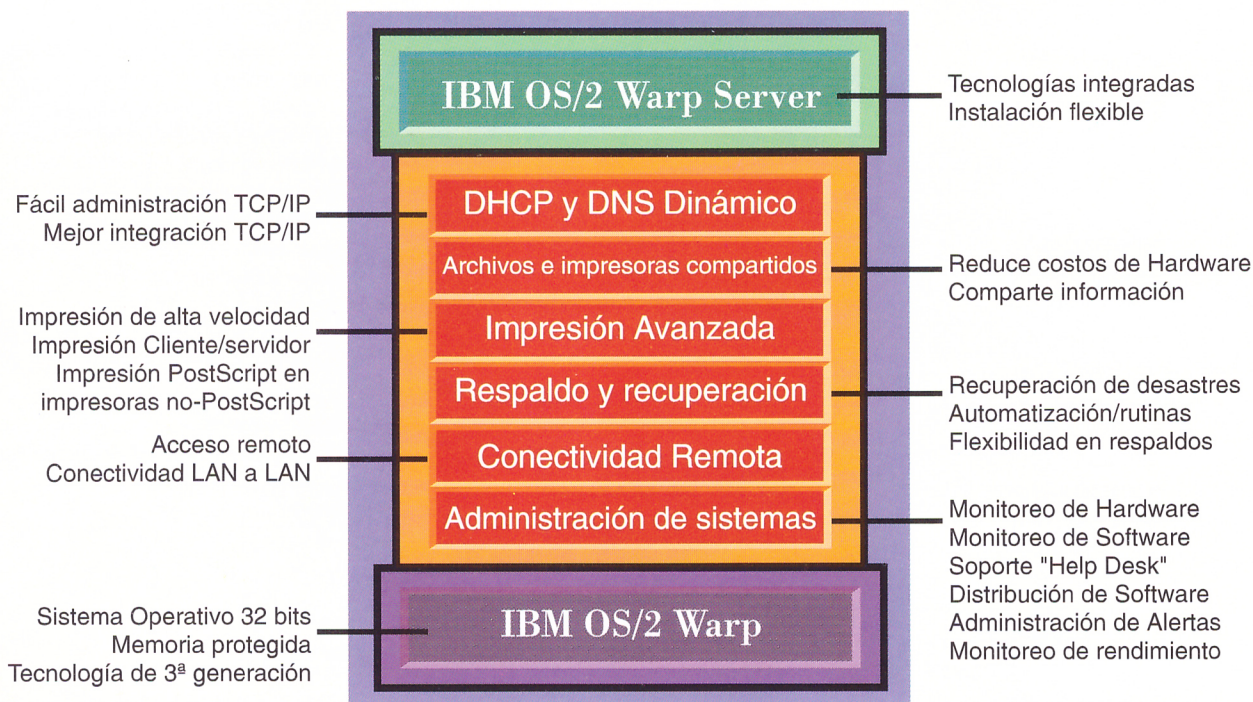 IBM OS/2 Warp Server
Tecnologías integradas
Instalación flexible
Fácil administración TCP/IP
Mejor integración TCP/IP
DHCP y DNS Dinámico
Archivos e impresoras compartidos
Reduce costos de Hardware
Comparte información
Impresión de alta velocidad
Impresión Cliente/servidor
Impresión PostScript en
impresoras no-PostScript
Impresión Avanzada
Respaldo y recuperación
Recuperación de desastres
Automatización/rutinas
Flexibilidad en respaldos
Acceso remoto
Conectividad LAN a LAN
Conectividad Remota
Administración de sistemas
Monitoreo de Hardware
Monitoreo de Software
Soporte "Help Desk"
Distribución de Software
Administración de Alertas
Monitoreo de rendimiento
Sistema Operativo 32 bits
Memoria protegida
Tecnología de 3ª generación
IBM OS/2 Warp